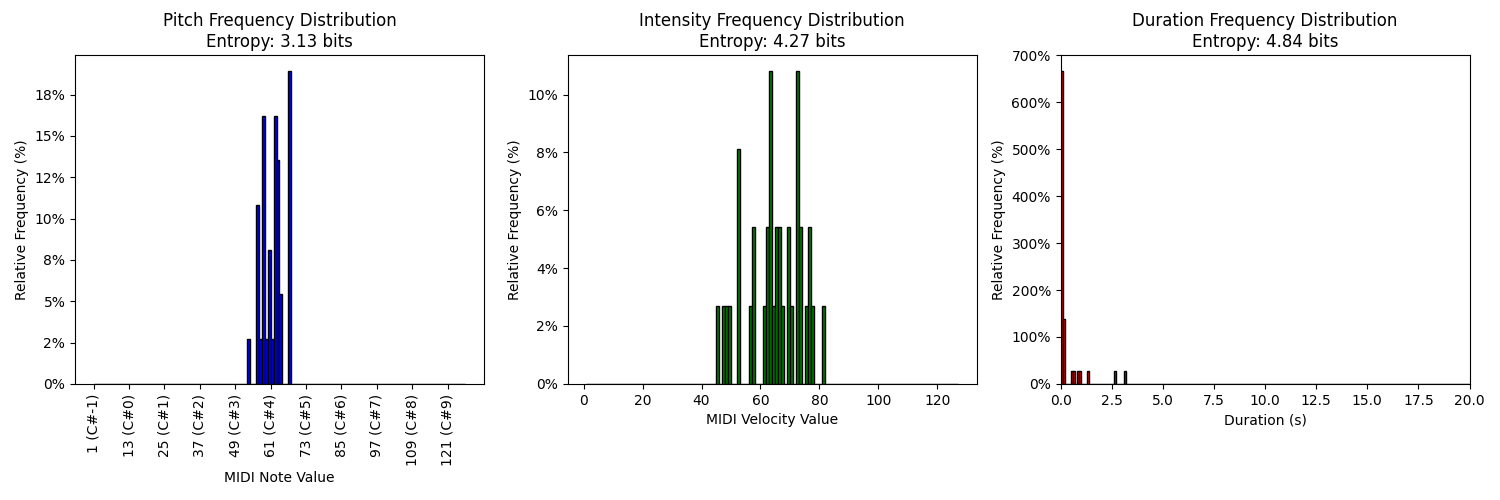 Pitch Frequency Distribution
Entropy: 3.13 bits
Relative Frequency (%)
18%
15%
12%
10%
8%
5%
2%
0%
1 (C#-1)
13 (C#0)
25 (C#1)
37 (C#2)
49 (C#3)
61 (C#4)
73 (C#5)
85 (C#6)
97 (C#7)
109 (C#8)
121 (C#9)
MIDI Note Value
Intensity Frequency Distribution
Entropy: 4.27 bits
Relative Frequency (%)
10%
8%
6%
4%
2%
0%
0 20 40 60 80 100 120
MIDI Velocity Value
Duration Frequency Distribution
Entropy: 4.84 bits
Relative Frequency (%)
700%
600%
500%
400%
300%
200%
100%
0%
0.0 2.5 5.0 7.5 10.0 12.5 15.0 17.5 20.0
Duration (s)